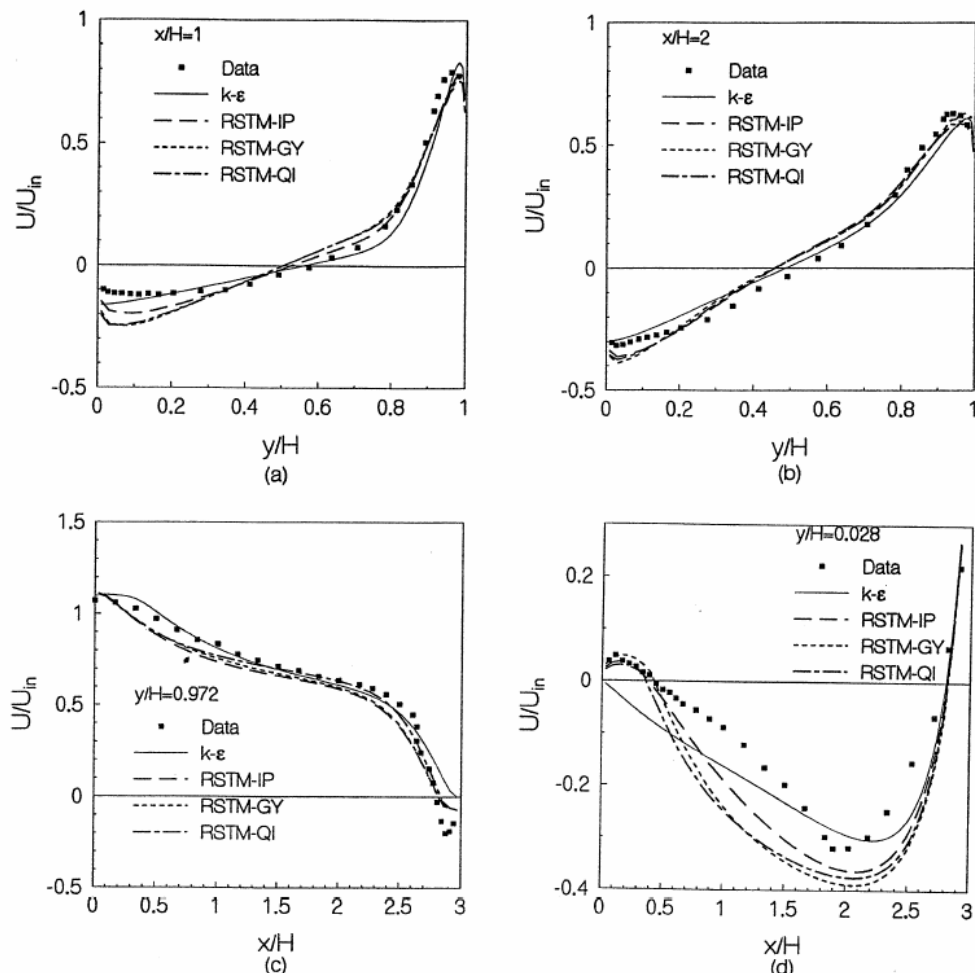 1
x/H=1
Data
k-ε
RSTM-IP
RSTM-GY
RSTM-QI
0.5
0
-0.5
U/U_in
0 0.2 0.4 0.6 0.8 1
y/H
(a)
1
x/H=2
Data
k-ε
RSTM-IP
RSTM-GY
RSTM-QI
0.5
0
-0.5
U/U_in
0 0.2 0.4 0.6 0.8 1
y/H
(b)
1.5
1
0.5
0
-0.5
U/U_in
y/H=0.972
Data
k-ε
RSTM-IP
RSTM-GY
RSTM-QI
0 0.5 1 1.5 2 2.5 3
x/H
(c)
y/H=0.028
Data
k-ε
RSTM-IP
RSTM-GY
RSTM-QI
0.2
0
-0.2
-0.4
U/U_in
0 0.5 1 1.5 2 2.5 3
x/H
(d)